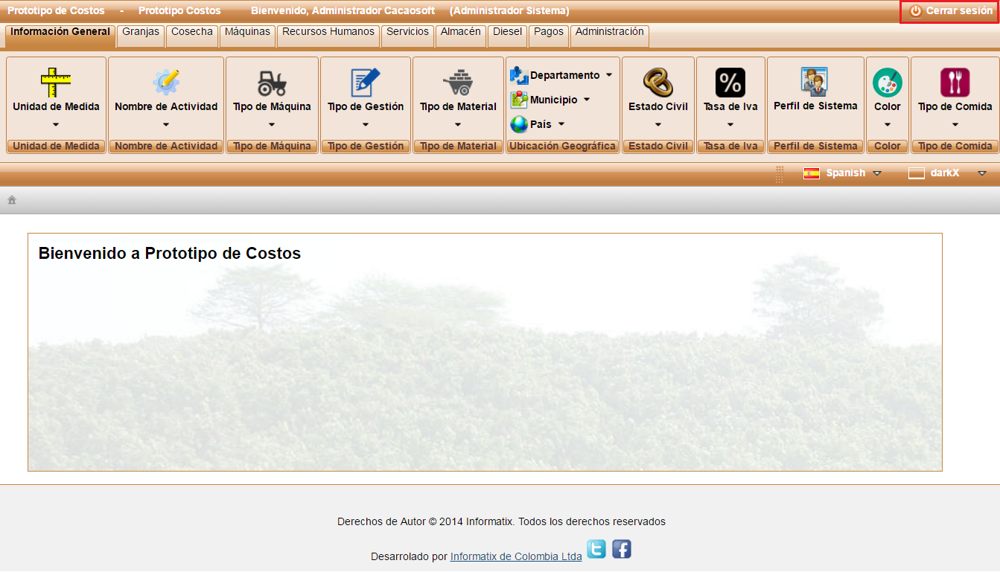 Prototipo de Costos - Prototipo Costos Bienvenido, Administrador Cacaosoft (Administrador Sistema) Cerrar sesión
Información General Granjas Cosecha Máquinas Recursos Humanos Servicios Almacén Diesel Pagos Administración
Departamento
Municipio
País
Unidad de Medida Nombre de Actividad Tipo de Máquina Tipo de Gestión Tipo de Material Estado Civil Tasa de Iva Perfil de Sistema Color Tipo de Comida
%
Unidad de Medida Nombre de Actividad Tipo de Máquina Tipo de Gestión Tipo de Material Ubicación Geográfica Estado Civil Tasa de Iva Perfil de Sistema Color Tipo de Comida
Spanish darkX
Bienvenido a Prototipo de Costos
Derechos de Autor © 2014 Informatix. Todos los derechos reservados
Desarrolado por Informatix de Colombia Ltda